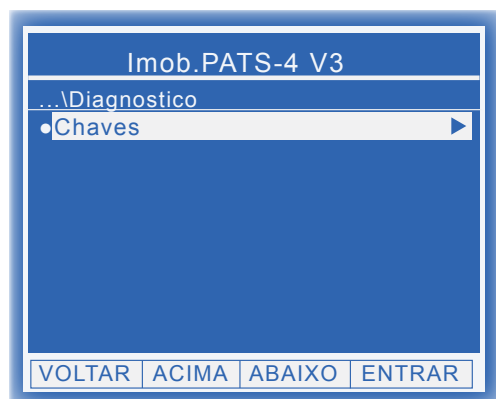 Imob.PATS-4 V3
...\Diagnostico
●Chaves ▶
VOLTAR ACIMA ABAIXO ENTRAR